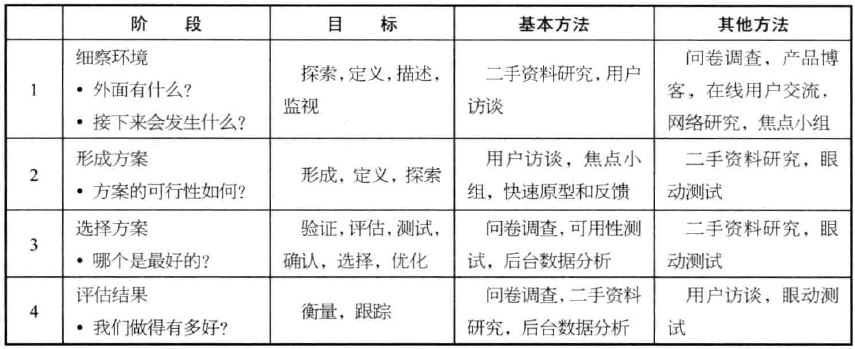 阶 段 目 标 基本方法 其他方法
1
细察环境
• 外面有什么?
• 接下来会发生什么?
探索,定义,描述,
监视
二手资料研究,用户
访谈
问卷调查,产品博
客,在线用户交流,
网络研究,焦点小组
2
形成方案
• 方案的可行性如何?
形成,定义,探索
用户访谈,焦点小
组,快速原型和反馈
二手资料研究,眼
动测试
3
选择方案
• 哪个是最好的?
验证,评估,测试,
确认,选择,优化
问卷调查,可用性测
试,后台数据分析
二手资料研究,眼
动测试
4
评估结果
• 我们做得有多好?
衡量,跟踪
问卷调查,二手资料
研究,后台数据分析
用户访谈,眼动测
试